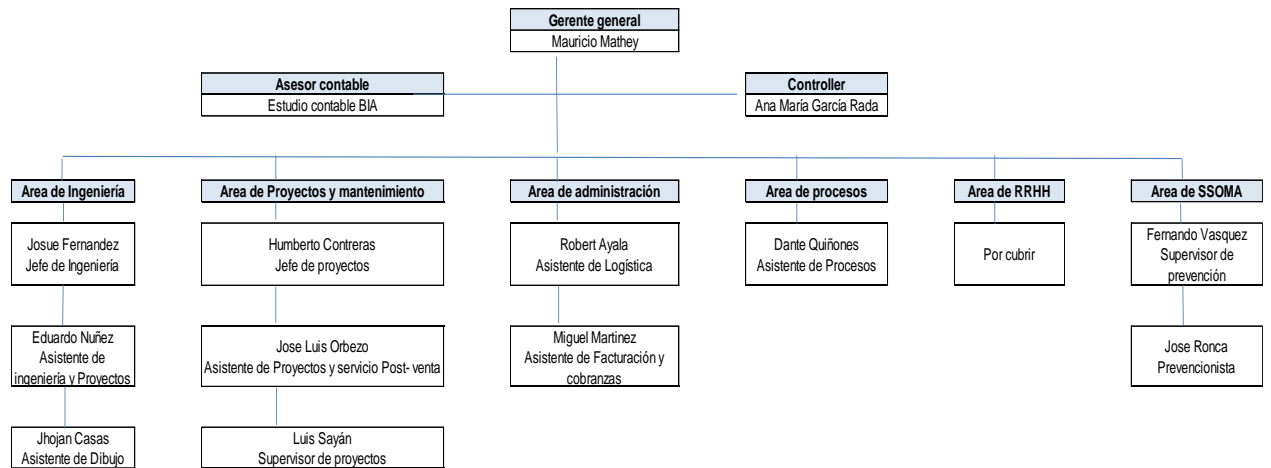 Gerente general
Mauricio Mathey
Asesor contable
Estudio contable BIA
Controller
Ana María García Rada
Area de Ingeniería
Area de Proyectos y mantenimiento
Area de administración
Area de procesos
Area de RRHH
Area de SSOMA
Josue Fernandez
Jefe de Ingeniería
Humberto Contreras
Jefe de proyectos
Robert Ayala
Asistente de Logística
Dante Quiñones
Asistente de Procesos
Por cubrir
Fernando Vasquez
Supervisor de
prevención
Eduardo Nuñez
Asistente de
ingeniería y Proyectos
Jose Luis Orbezo
Asistente de Proyectos y servicio Post- venta
Miguel Martinez
Asistente de Facturación y
cobranzas
Jose Ronca
Prevencionista
Jhojan Casas
Asistente de Dibujo
Luis Sayán
Supervisor de proyectos